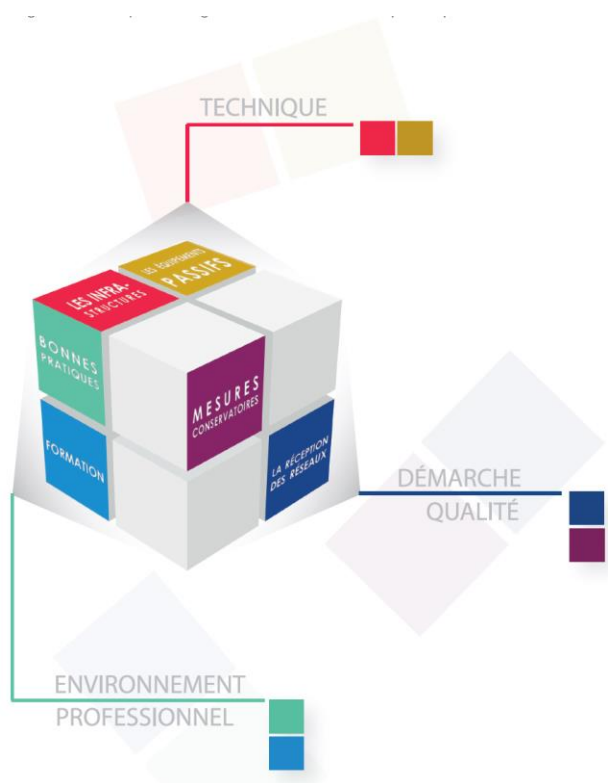 TECHNIQUE
LES ÉQUIPEMENTS
PASSIFS
LES INFRA-
STRUCTURES
BONNES
PRATIQUES
MESURES
CONSERVATOIRES
FORMATION
LA RÉCEPTION
DES RÉSEAUX
DÉMARCHE
QUALITÉ
ENVIRONNEMENT
PROFESSIONNEL